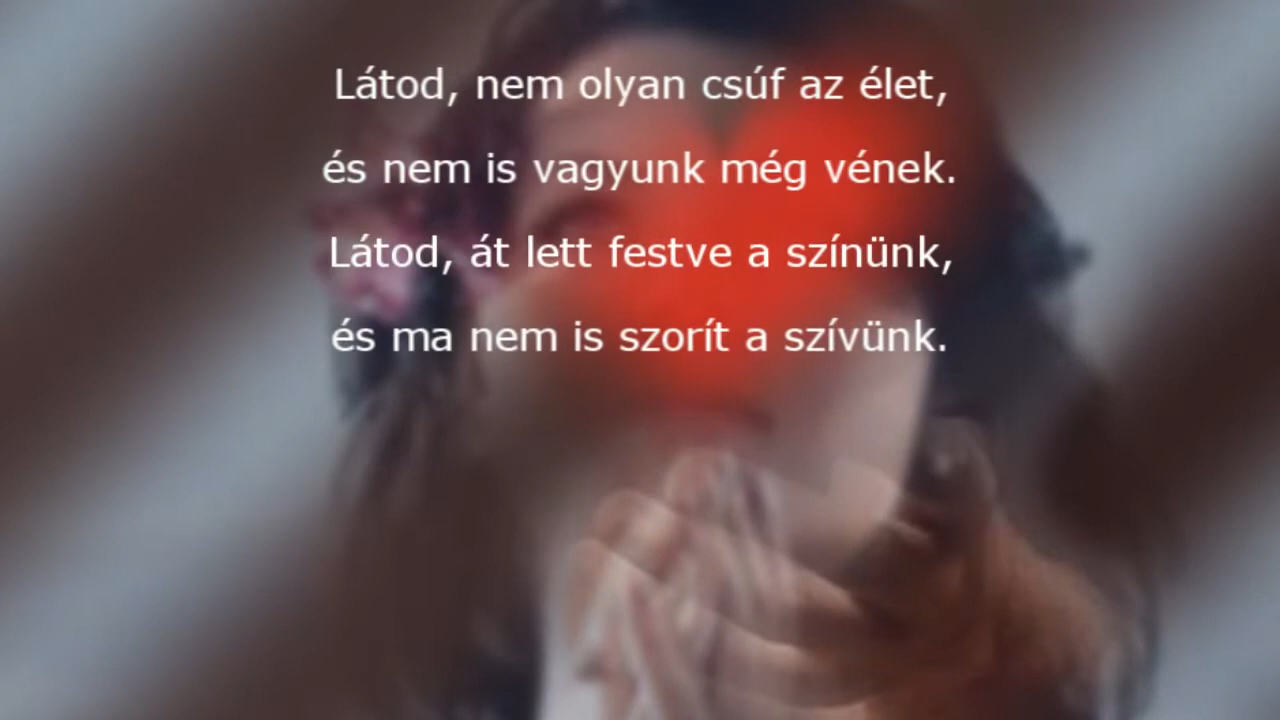 Látod, nem olyan csúf az élet,
és nem is vagyunk még vének.
Látod, át lett festve a színünk,
és ma nem is szorít a szívünk.